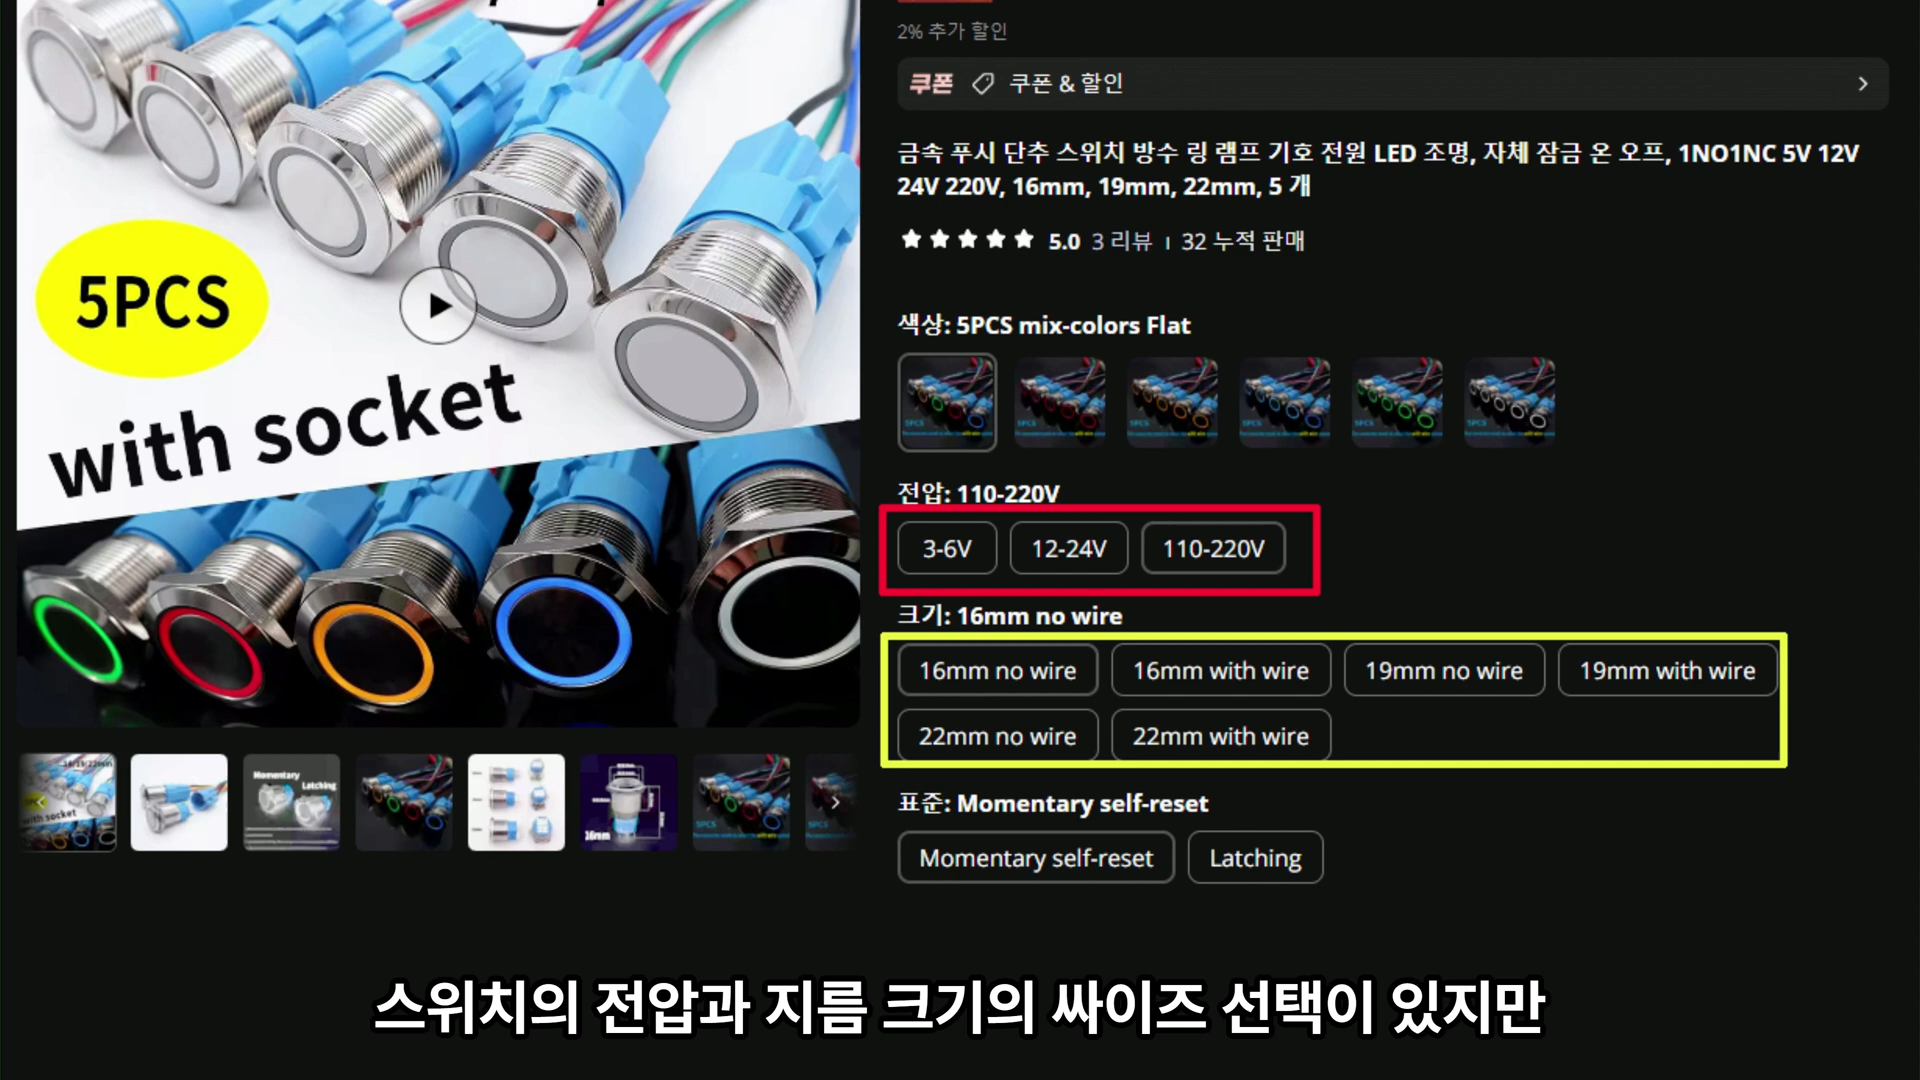 2% 추가 할인
쿠폰 쿠폰 & 할인
금속 푸시 단추 스위치 방수 링 램프 기호 전원 LED 조명, 자체 잠금 온 오프, 1NO1NC 5V 12V
24V 220V, 16mm, 19mm, 22mm, 5 개
5.0 3 리뷰 ı 32 누적 판매
색상: 5PCS mix-colors Flat
전압: 110-220V
3-6V 12-24V 110-220V
크기: 16mm no wire
16mm no wire 16mm with wire 19mm no wire 19mm with wire
22mm no wire 22mm with wire
표준: Momentary self-reset
Momentary self-reset Latching
5PCS
with socket
with socket
Momentary
Latching
16mm
5PCS
스위치의 전압과 지름 크기의 싸이즈 선택이 있지만